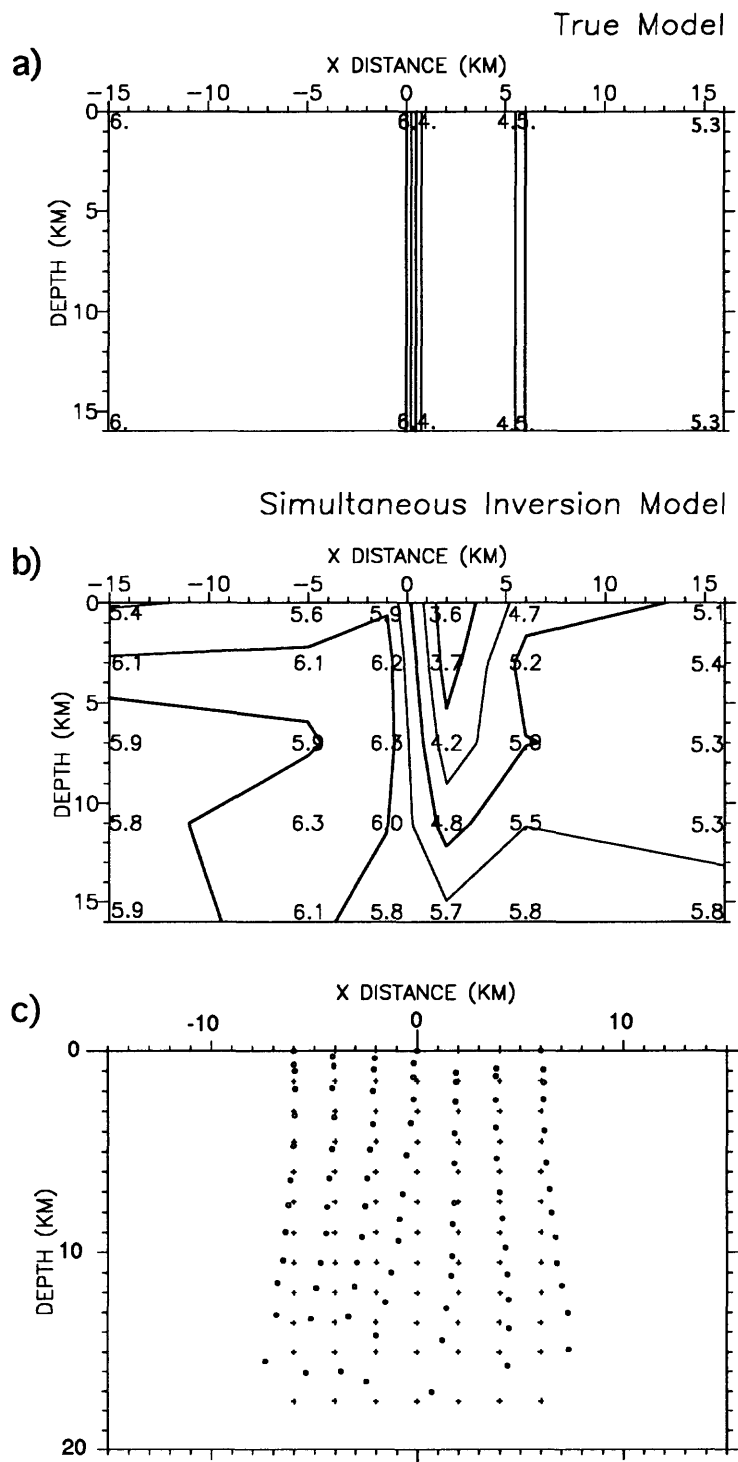 True Model
a)
X DISTANCE (KM)
-15 -10 -5 0 5 10 15
0 5 10 15
DEPTH (KM)
6. 6. 4. 4. 5. 5.3
6. 6. 4. 4. 5. 5.3
Simultaneous Inversion Model
b)
X DISTANCE (KM)
-15 -10 -5 0 5 10 15
0 5 10 15
DEPTH (KM)
5.4 5.6 5.9 3.6 4.7 5.1
6.1 6.1 6.2 3.7 5.2 5.4
5.9 5.9 6.3 4.2 5.3
5.8 6.3 6.0 4.8 5.5 5.3
5.9 6.1 5.8 5.7 5.8 5.8
c)
X DISTANCE (KM)
-10 0 10
0
10
20
DEPTH (KM)